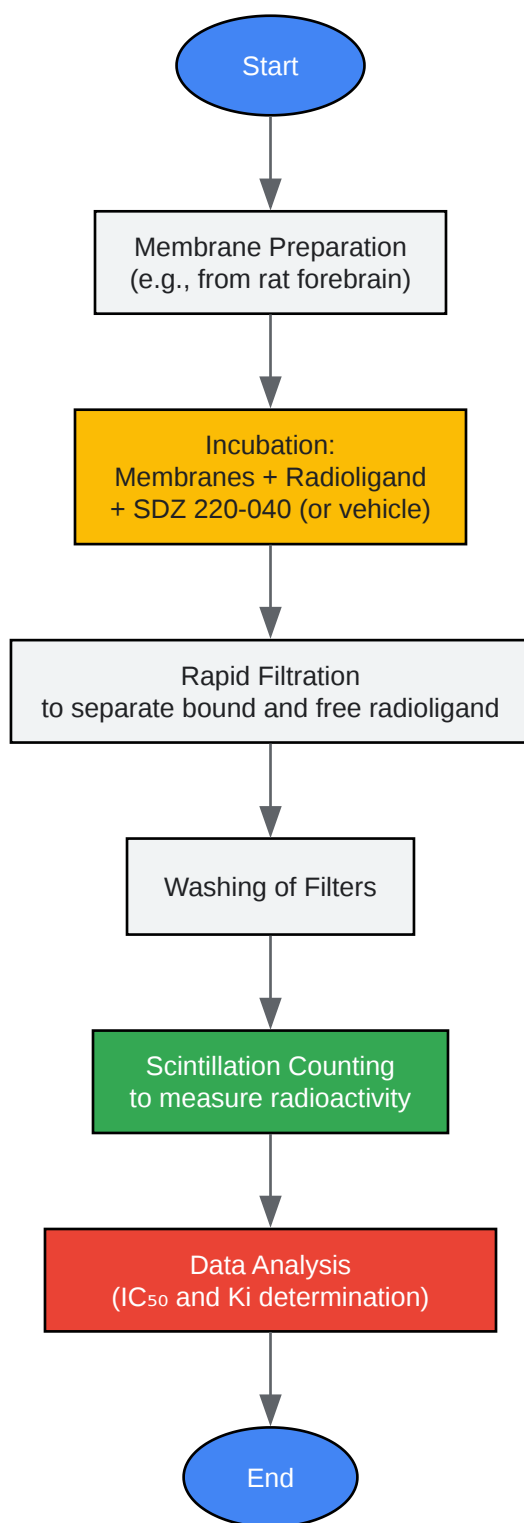 Start
Membrane Preparation
(e.g., from rat forebrain)
Incubation:
Membranes + Radioligand
+ SDZ 220-040 (or vehicle)
Rapid Filtration
to separate bound and free radioligand
Washing of Filters
Scintillation Counting
to measure radioactivity
Data Analysis
(IC₅₀ and Ki determination)
End